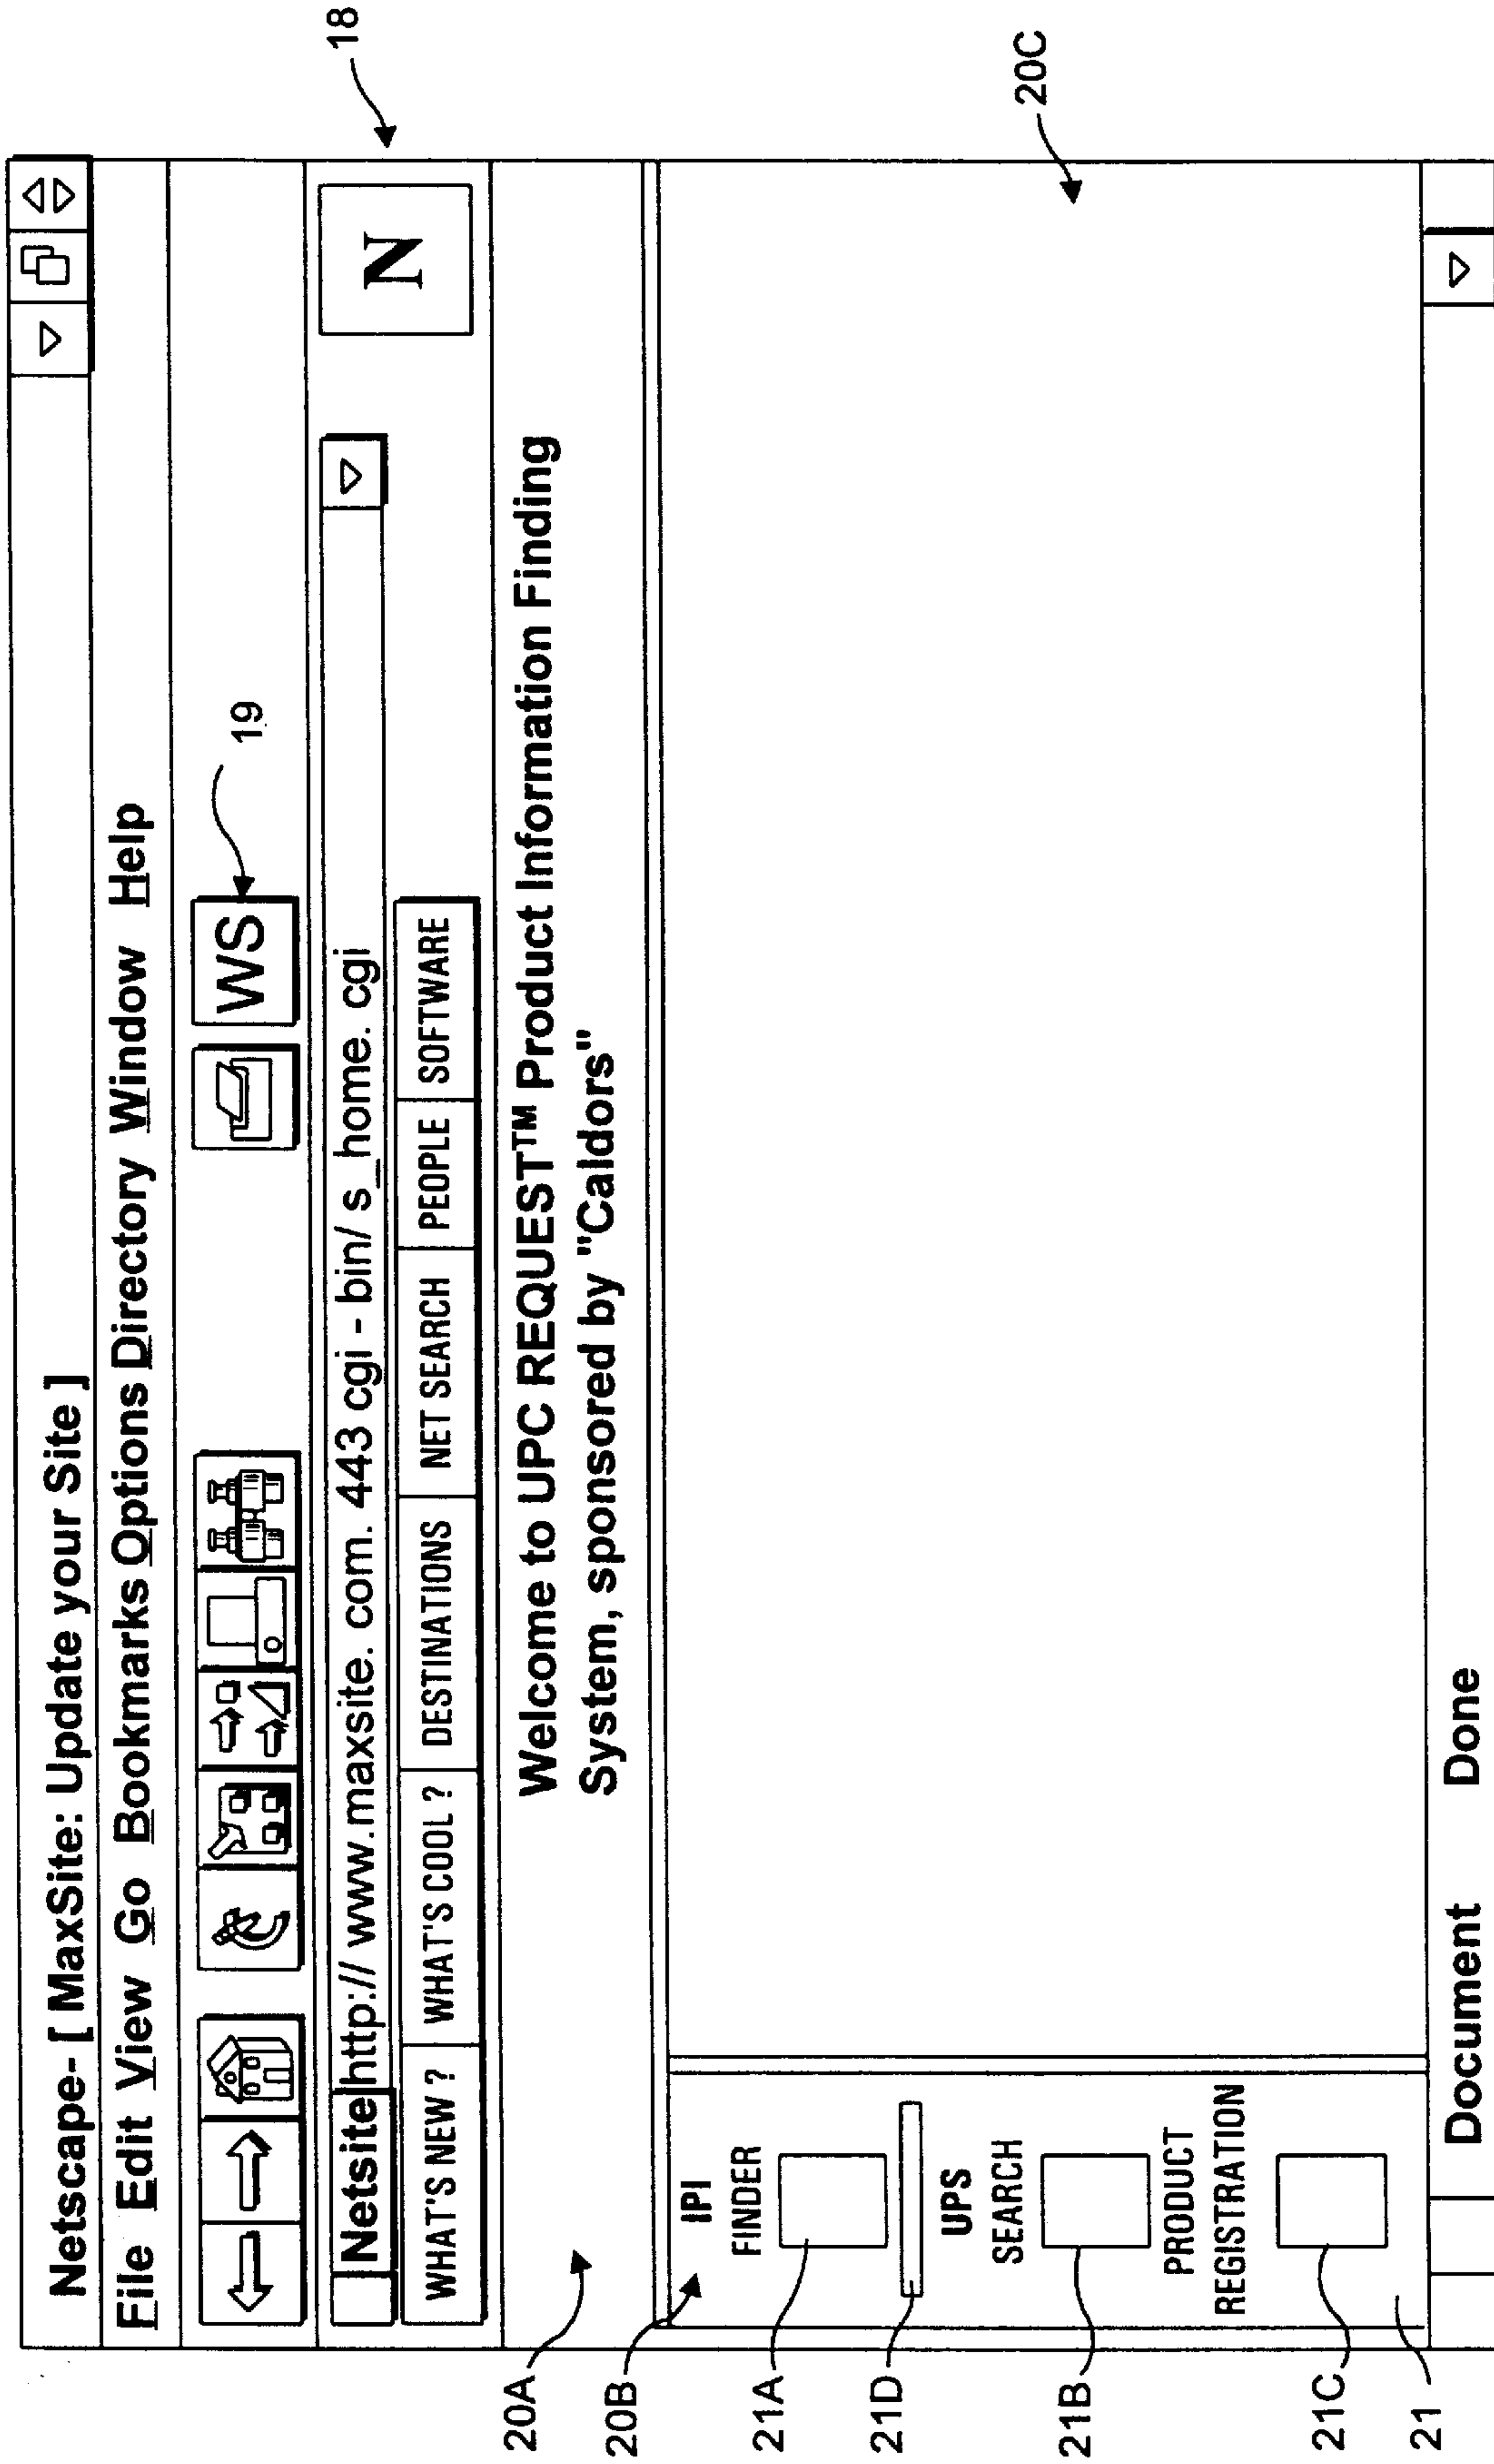 Netscape- [ MaxSite: Update your Site ]
File Edit View Go Bookmarks Options Directory Window Help
WS
19
Netsite http:// www.maxsite. com. 443 cgi - bin/ s_home. cgi
N
18
WHAT'S NEW ? WHAT'S COOL ? DESTINATIONS NET SEARCH PEOPLE SOFTWARE
Welcome to UPC REQUEST™ Product Information Finding
System, sponsored by "Caldors"
20A
20B
IPI
FINDER
21A
21D
UPS
SEARCH
21B
PRODUCT
REGISTRATION
21C
21
20C
Document Done